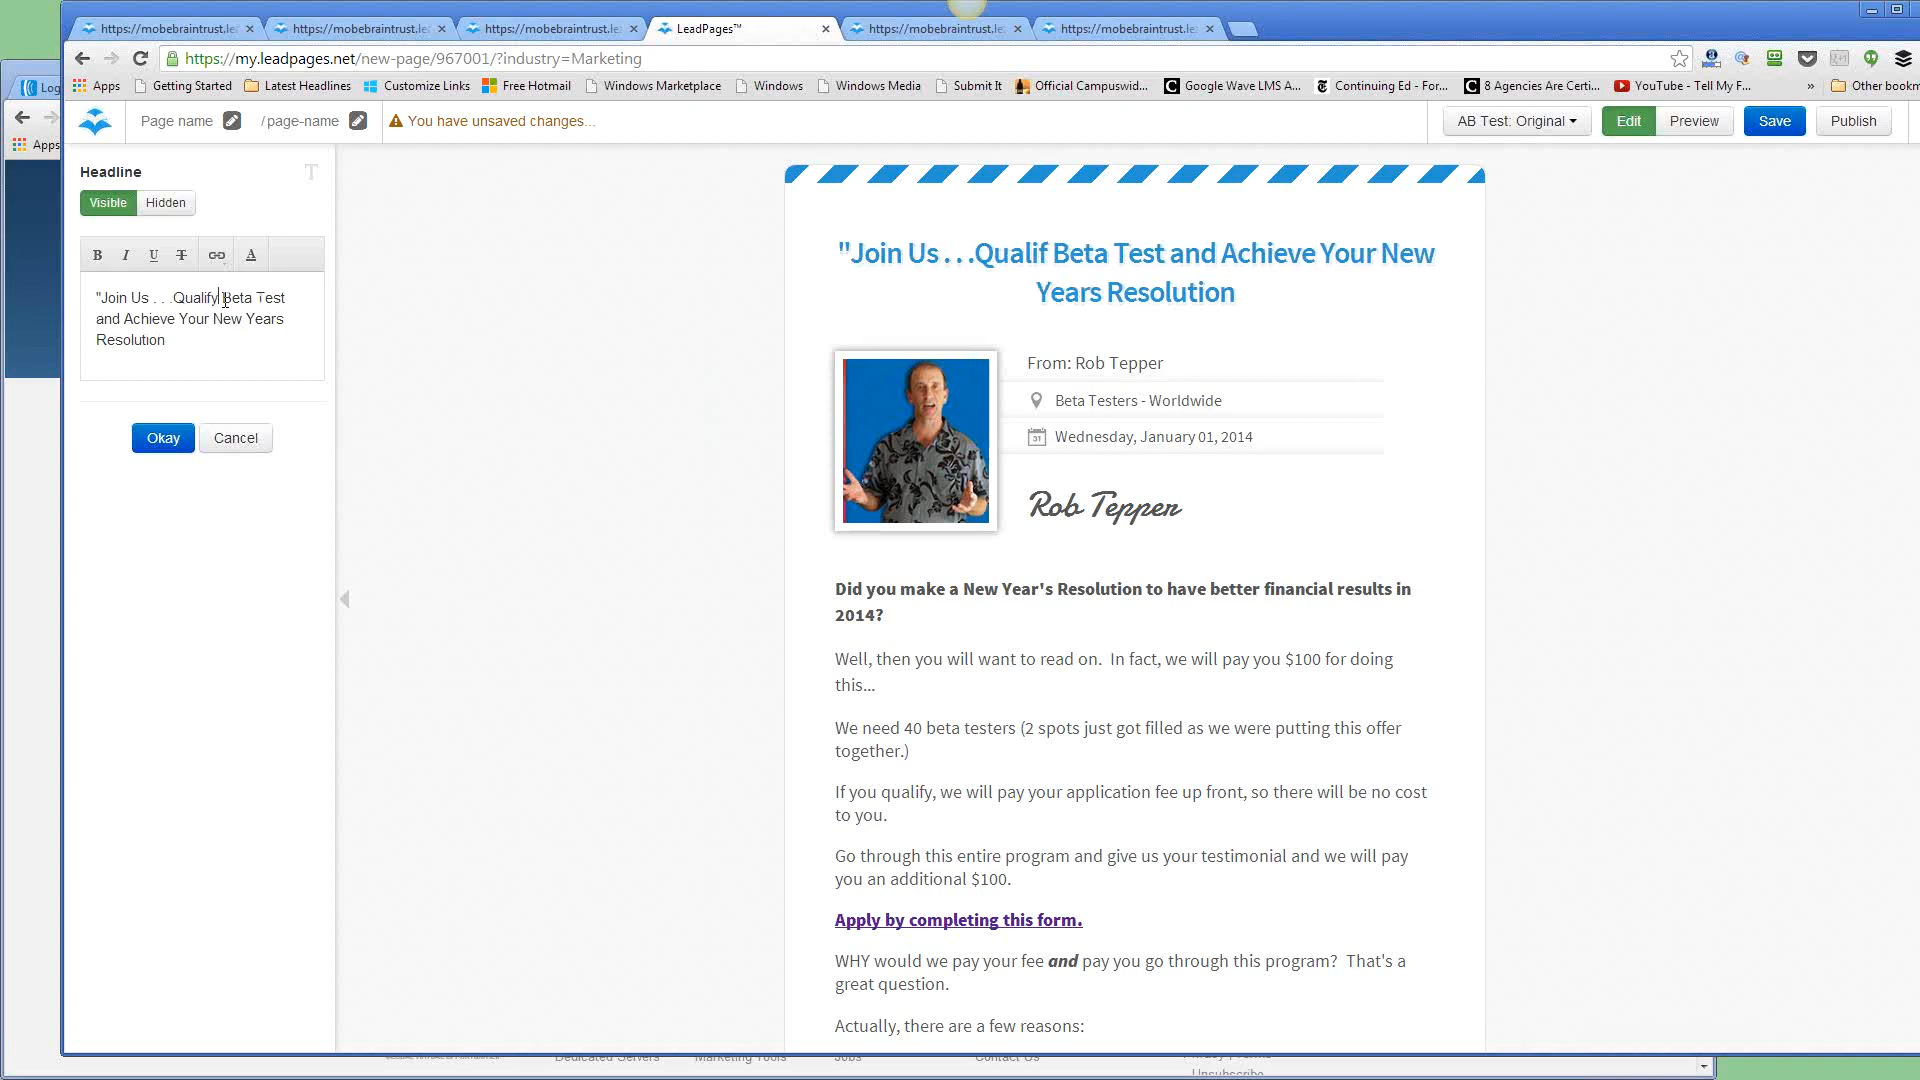 https://mobebraintrust.le
https://mobebraintrust.le
https://mobebraintrust.le
LeadPages™
https://mobebraintrust.le
https://mobebraintrust.le
https://my.leadpages.net/new-page/967001/?industry=Marketing
Apps
Getting Started
Latest Headlines
Customize Links
Free Hotmail
Windows Marketplace
Windows
Windows Media
Submit It
Official Campuswid...
Google Wave LMS A...
Continuing Ed - For...
8 Agencies Are Certi...
YouTube - Tell My F...
»
Other bookm
Log
Apps
Page name
/page-name
You have unsaved changes...
AB Test: Original
Edit
Preview
Save
Publish
Headline
Visible
Hidden
B I U T A
"Join Us . . .Qualify Beta Test
and Achieve Your New Years
Resolution
Okay
Cancel
"Join Us . . .Qualif Beta Test and Achieve Your New
Years Resolution
From: Rob Tepper
Beta Testers - Worldwide
31 Wednesday, January 01, 2014
Rob Tepper
Did you make a New Year's Resolution to have better financial results in
2014?
Well, then you will want to read on. In fact, we will pay you $100 for doing
this...
We need 40 beta testers (2 spots just got filled as we were putting this offer
together.)
If you qualify, we will pay your application fee up front, so there will be no cost
to you.
Go through this entire program and give us your testimonial and we will pay
you an additional $100.
Apply by completing this form.
WHY would we pay your fee and pay you go through this program? That's a
great question.
Actually, there are a few reasons:
Dedicated Servers
Marketing Tools
Jobs
Contact Us
Unsubscribe